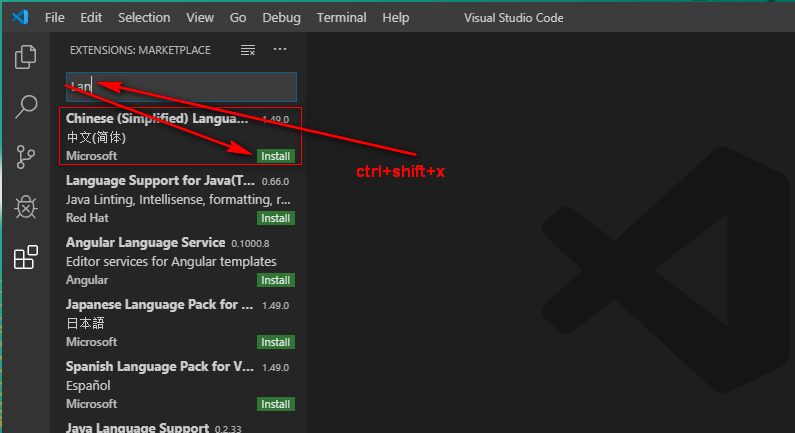 File Edit Selection View Go Debug Terminal Help Visual Studio Code
EXTENSIONS: MARKETPLACE
Lan
Chinese (Simplified) Langua... 1.49.0
中文(简体)
Microsoft Install
ctrl+shift+x
Language Support for Java(T... 0.66.0
Java Linting, Intellisense, formatting, r...
Red Hat Install
Angular Language Service 0.1000.8
Editor services for Angular templates
Angular Install
Japanese Language Pack for ... 1.49.0
日本語
Microsoft Install
Spanish Language Pack for V... 1.49.0
Español
Microsoft Install
Java Language Support 0.2.33